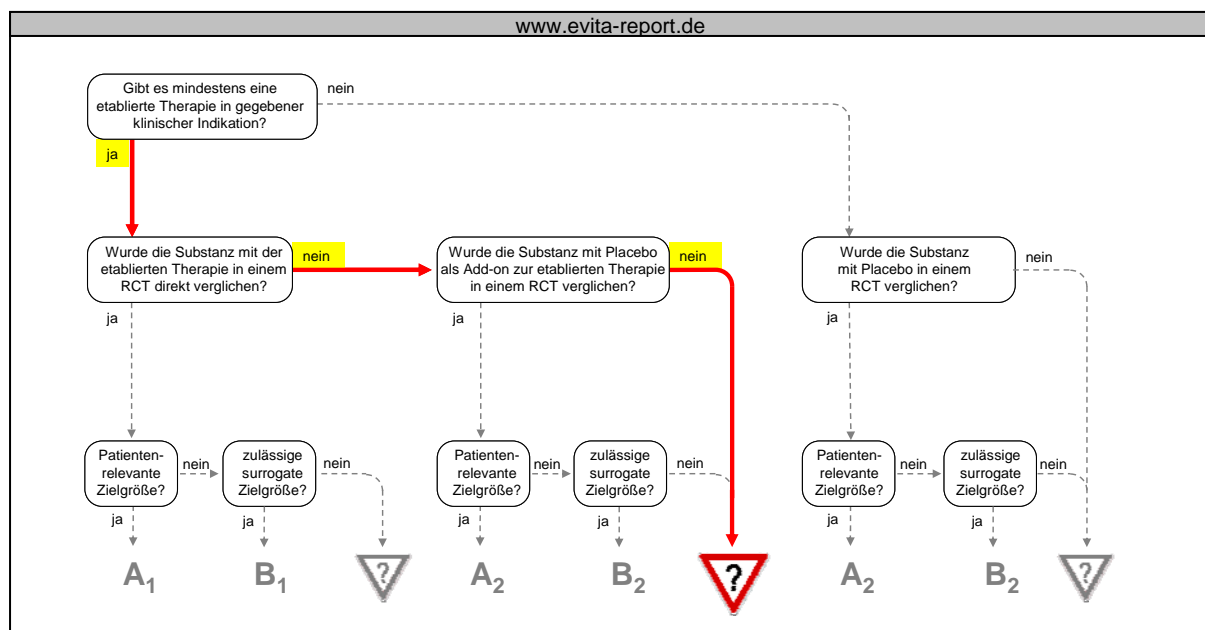 www.evita-report.de
Gibt es mindestens eine
etablierte Therapie in gegebener
klinischer Indikation?
nein
ja
Wurde die Substanz mit der
etablierten Therapie in einem
RCT direkt verglichen?
nein
ja
Wurde die Substanz mit Placebo
als Add-on zur etablierten Therapie
in einem RCT verglichen?
nein
ja
Wurde die Substanz
mit Placebo in einem
RCT verglichen?
nein
ja
Patienten-
relevante
Zielgröße?
nein
ja
zulässige
surrogate
Zielgröße?
nein
ja
Patienten-
relevante
Zielgröße?
nein
ja
zulässige
surrogate
Zielgröße?
nein
ja
Patienten-
relevante
Zielgröße?
nein
ja
zulässige
surrogate
Zielgröße?
nein
ja
A1
B1
?
A2
B2
?
A2
B2
?